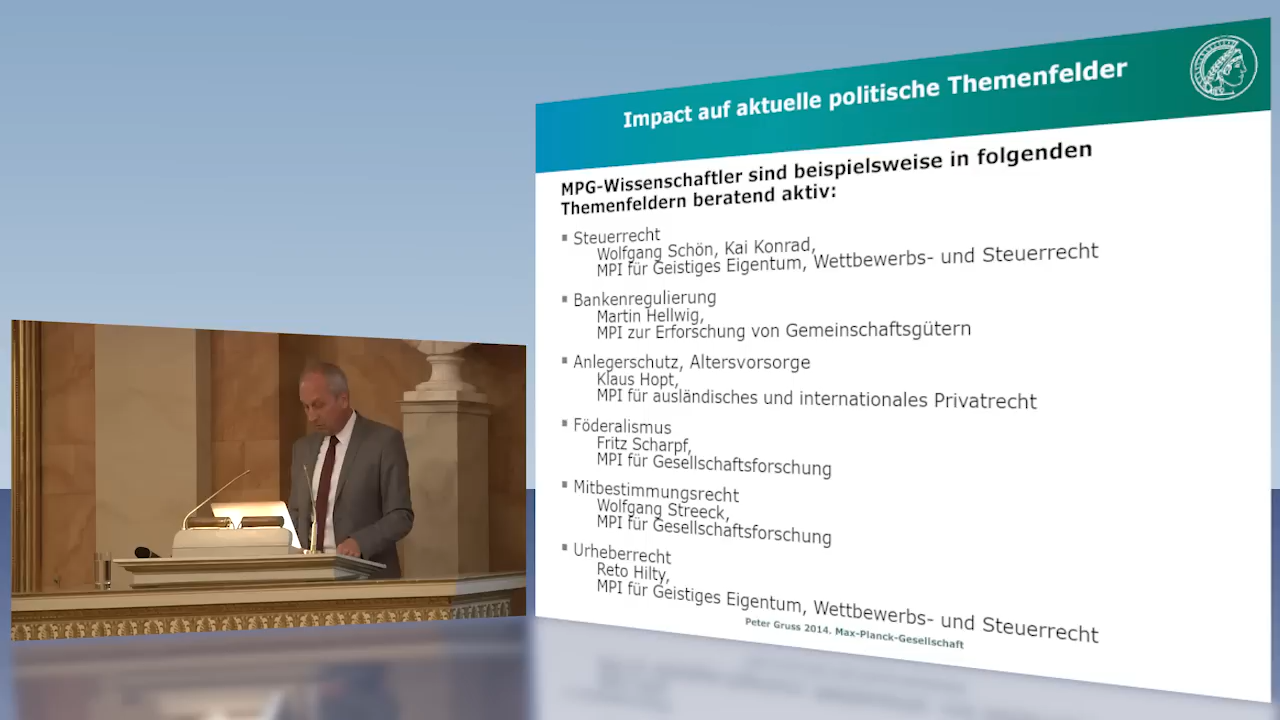 Impact auf aktuelle politische Themenfelder
MPG-Wissenschaftler sind beispielsweise in folgenden
Themenfeldern beratend aktiv:
Steuerrecht
Wolfgang Schön, Kai Konrad,
MPI für Geistiges Eigentum, Wettbewerbs- und Steuerrecht
Bankenregulierung
Martin Hellwig,
MPI zur Erforschung von Gemeinschaftsgütern
Anlegerschutz, Altersvorsorge
Klaus Hopt,
MPI für ausländisches und internationales Privatrecht
Föderalismus
Fritz Scharpf,
MPI für Gesellschaftsforschung
Mitbestimmungsrecht
Wolfgang Streeck,
MPI für Gesellschaftsforschung
Urheberrecht
Reto Hilty,
MPI für Geistiges Eigentum, Wettbewerbs- und Steuerrecht
Peter Gruss 2014, Max-Planck-Gesellschaft